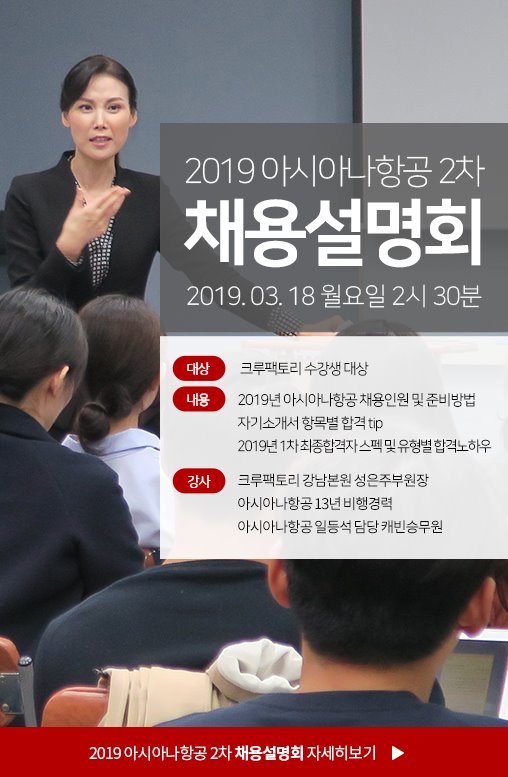 2019 아시아나항공 2차
채용설명회
2019. 03. 18 월요일 2시 30분
대상 크루팩토리 수강생 대상
내용 2019년 아시아나항공 채용인원 및 준비방법
자기소개서 항목별 합격 tip
2019년 1차 최종합격자 스펙 및 유형별 합격노하우
강사 크루팩토리 강남본원 성은주부원장
아시아나항공 13년 비행경력
아시아나항공 일등석 담당 캐빈승무원
2019 아시아나항공 2차 채용설명회 자세히보기 ▶